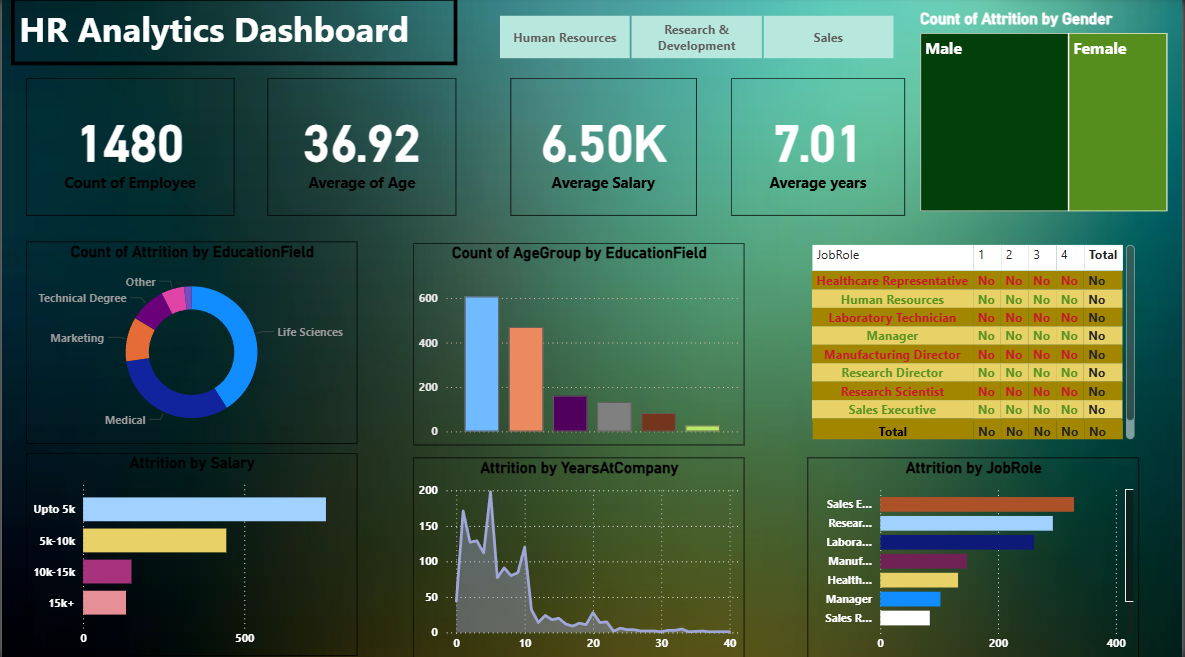 HR Analytics Dashboard
Human Resources
Research &
Development
Sales
Count of Attrition by Gender
Male
Female
1480
Count of Employee
36.92
Average of Age
6.50K
Average Salary
7.01
Average years
Count of Attrition by EducationField
Other
Technical Degree
Marketing
Medical
Life Sciences
Count of AgeGroup by EducationField
600
400
200
0
JobRole 1 2 3 4 Total
Healthcare Representative No No No No No
Human Resources No No No No No
Laboratory Technician No No No No No
Manager No No No No No
Manufacturing Director No No No No No
Research Director No No No No No
Research Scientist No No No No No
Sales Executive No No No No No
Total No No No No No
Attrition by Salary
Upto 5k
5k-10k
10k-15k
15k+
0 500
Attrition by YearsAtCompany
200
150
100
50
0
0 10 20 30 40
Attrition by JobRole
Sales E...
Resear...
Labora...
Manuf...
Health...
Manager
Sales R...
0 200 400